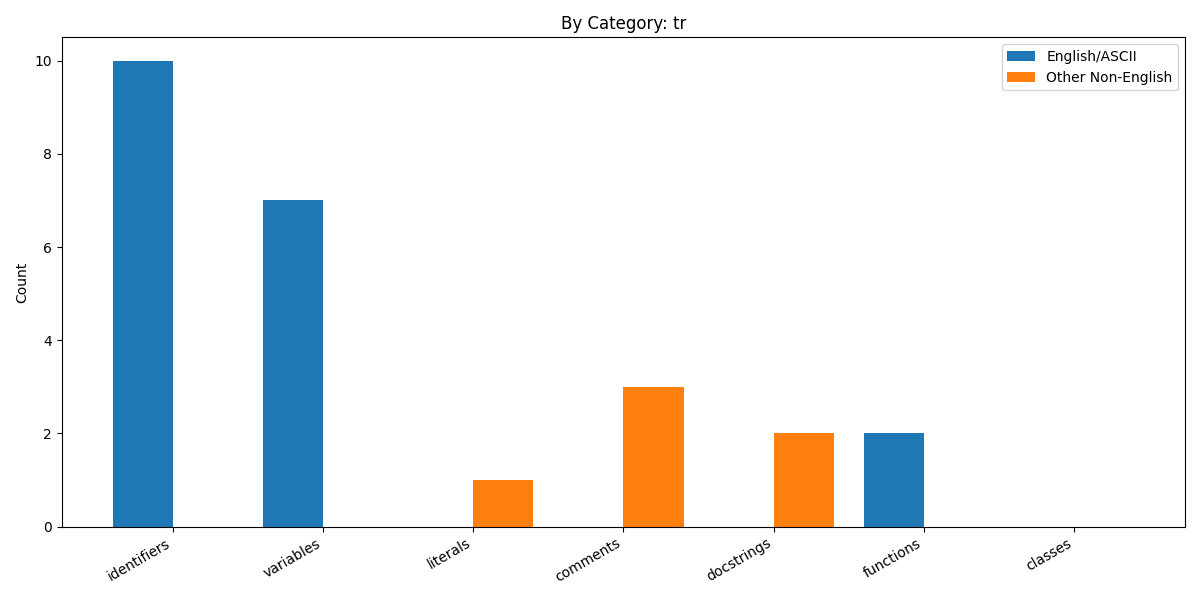 By Category: tr
English/ASCII
Other Non-English
Count
10
8
6
4
2
0
identifiers
variables
literals
comments
docstrings
functions
classes